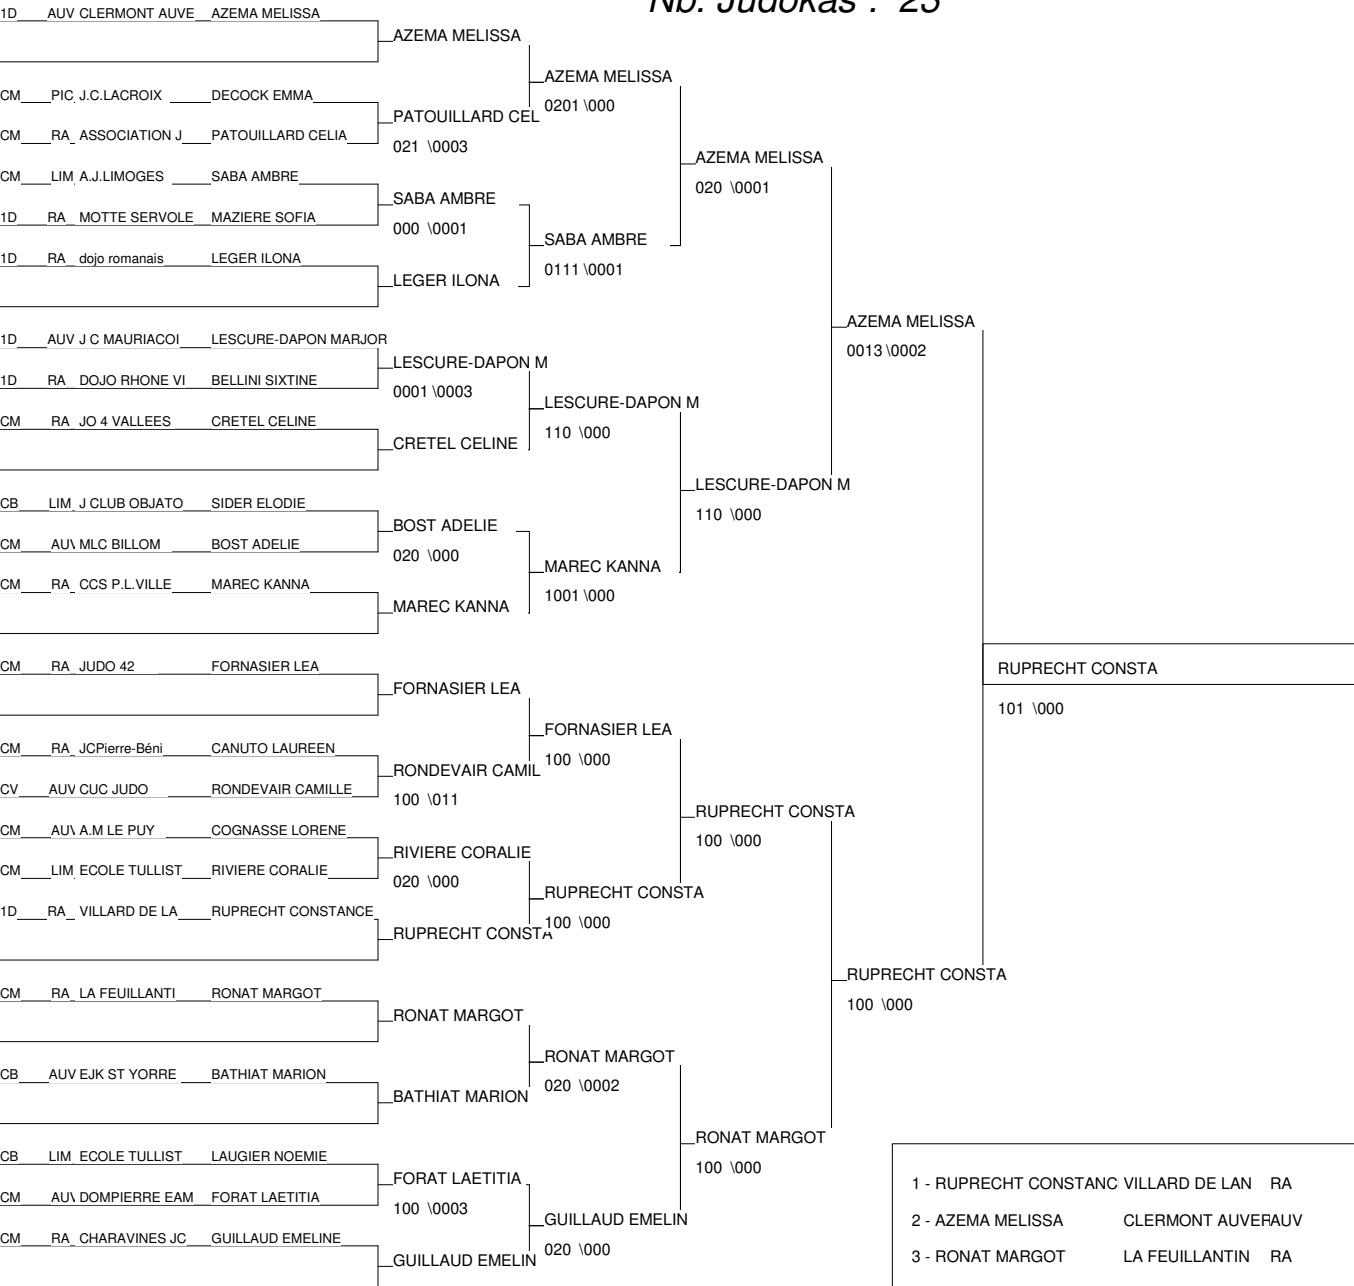 Nb. Judokas : 23
1D AUV CLERMONT AUVE AZEMA MELISSA
AZEMA MELISSA
AZEMA MELISSA
0201 \000
CM PIC J.C.LACROIX DECOCK EMMA
PATOUILLARD CEL
021 \0003
CM RA ASSOCIATION J PATOUILLARD CELIA
AZEMA MELISSA
020 \0001
CM LIM A.J.LIMOGES SABA AMBRE
SABA AMBRE
000 \0001
1D RA MOTTE SERVOLE MAZIERE SOFIA
SABA AMBRE
0111 \0001
1D RA dojo romanais LEGER ILONA
LEGER ILONA
AZEMA MELISSA
0013 \0002
1D AUV J C MAURIACOI LESCURE-DAPON MARJOR
LESCURE-DAPON M
0001 \0003
1D RA DOJO RHONE VI BELLINI SIXTINE
LESCURE-DAPON M
110 \000
CM RA JO 4 VALLEES CRETEL CELINE
CRETEL CELINE
LESCURE-DAPON M
110 \000
CB LIM J CLUB OBJATO SIDER ELODIE
BOST ADELIE
020 \000
CM AUV MLC BILLOM BOST ADELIE
MAREC KANNA
1001 \000
CM RA CCS P.L.VILLE MAREC KANNA
MAREC KANNA
RUPRECHT CONSTA
101 \000
CM RA JUDO 42 FORNASIER LEA
FORNASIER LEA
FORNASIER LEA
100 \000
CM RA JCPierre-Béni CANUTO LAUREEN
RONDEVAIR CAMIL
100 \011
CV AUV CUC JUDO RONDEVAIR CAMILLE
RUPRECHT CONSTA
100 \000
CM AUV A.M LE PUY COGNASSE LORENE
RIVIERE CORALIE
020 \000
CM LIM ECOLE TULLIST RIVIERE CORALIE
RUPRECHT CONSTA
100 \000
1D RA VILLARD DE LA RUPRECHT CONSTANCE
RUPRECHT CONSTA
RUPRECHT CONSTA
100 \000
CM RA LA FEUILLANTI RONAT MARGOT
RONAT MARGOT
RONAT MARGOT
020 \0002
CB AUV EJK ST YORRE BATHIAT MARION
BATHIAT MARION
RONAT MARGOT
100 \000
CB LIM ECOLE TULLIST LAUGIER NOEMIE
FORAT LAETITIA
100 \0003
CM AUV DOMPIERRE EAM FORAT LAETITIA
GUILLAUD EMELIN
020 \000
CM RA CHARAVINES JC GUILLAUD EMELINE
GUILLAUD EMELIN
1 - RUPRECHT CONSTANC VILLARD DE LAN RA
2 - AZEMA MELISSA CLERMONT AUVER AUV
3 - RONAT MARGOT LA FEUILLANTIN RA